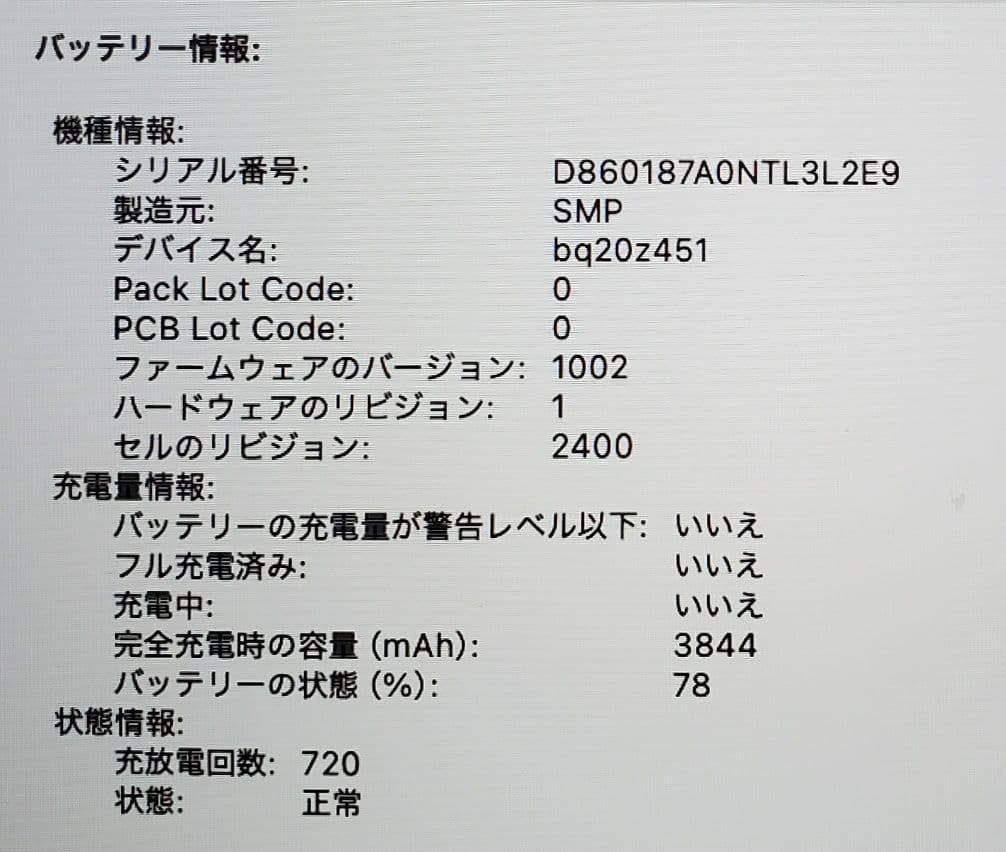 バッテリー情報:
機種情報:
シリアル番号: D860187A0NTL3L2E9
製造元: SMP
デバイス名: bq20z451
Pack Lot Code: 0
PCB Lot Code: 0
ファームウェアのバージョン: 1002
ハードウェアのリビジョン: 1
セルのリビジョン: 2400
充電量情報:
バッテリーの充電量が警告レベル以下: いいえ
フル充電済み: いいえ
充電中: いいえ
完全充電時の容量 (mAh): 3844
バッテリーの状態 (%): 78
状態情報:
充放電回数: 720
状態: 正常